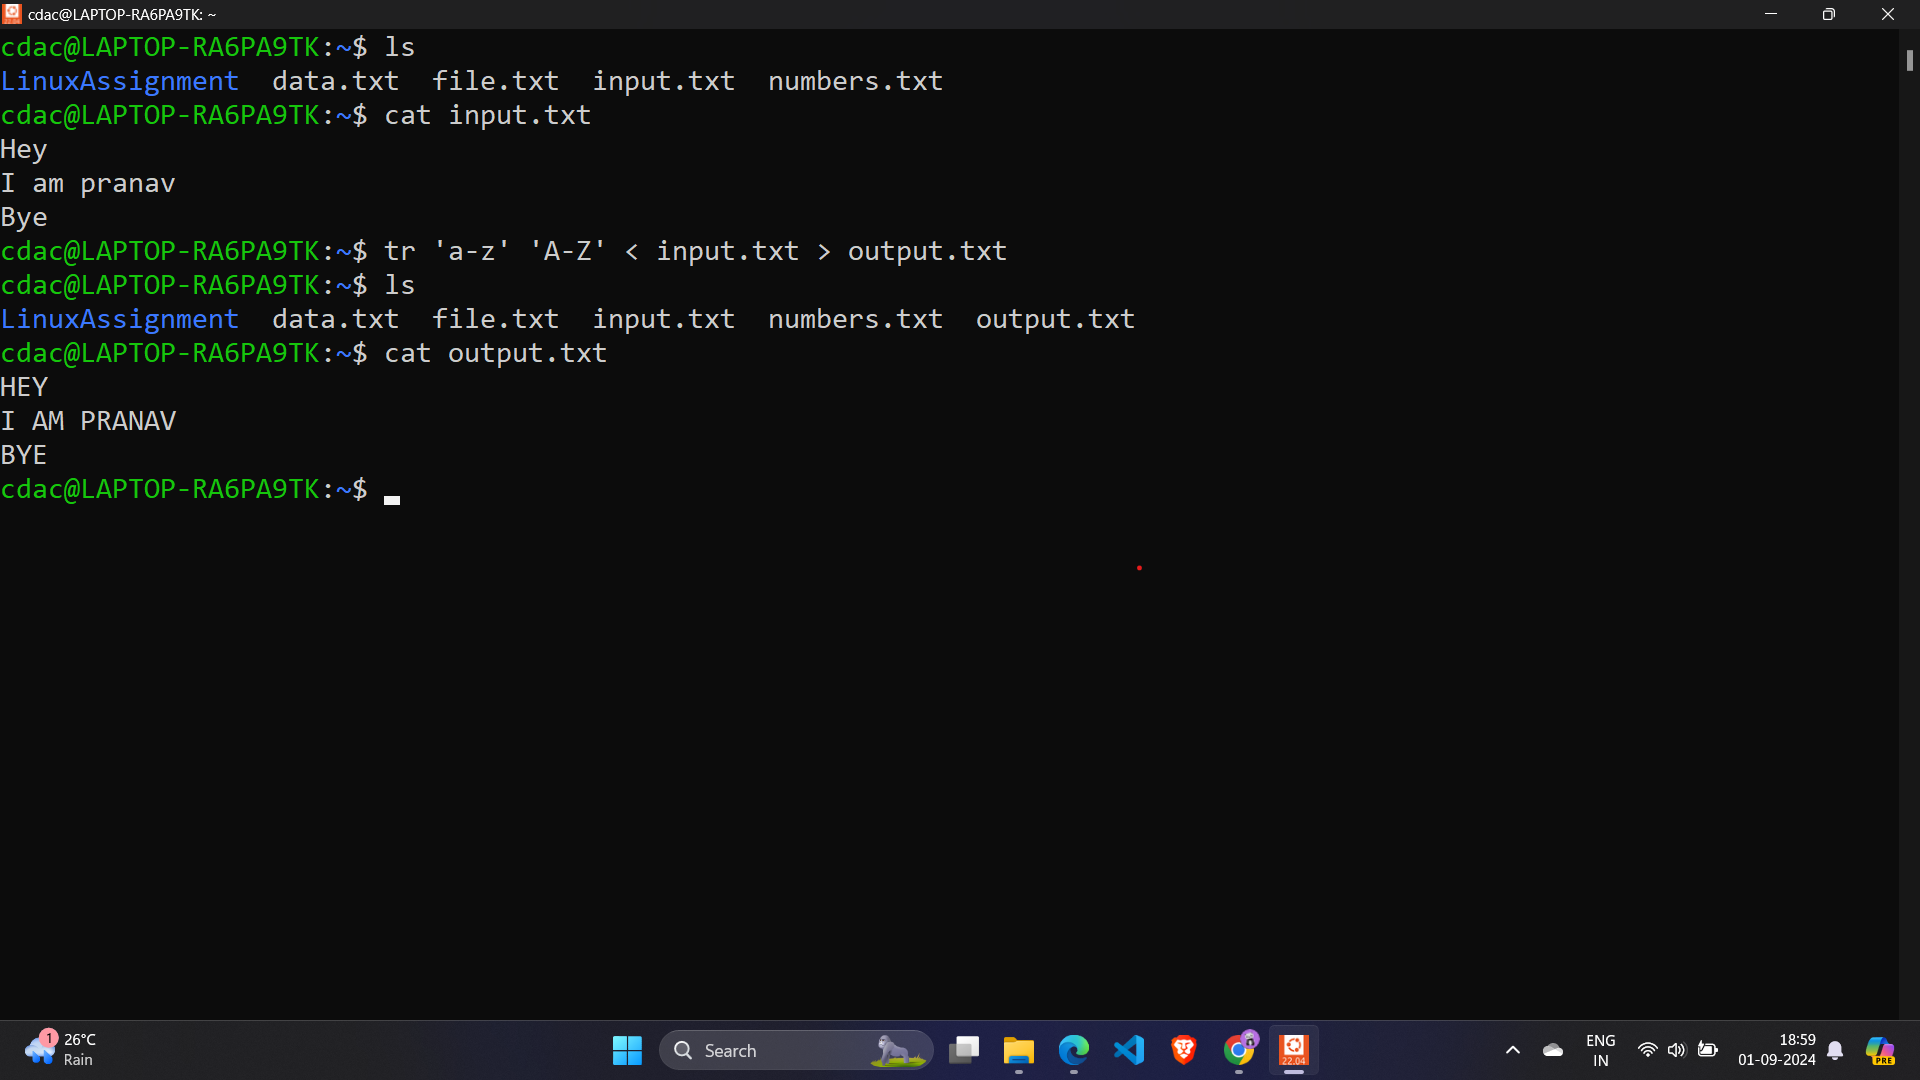 cdac@LAPTOP-RA6PA9TK: ~
cdac@LAPTOP-RA6PA9TK:~$ ls
LinuxAssignment  data.txt  file.txt  input.txt  numbers.txt
cdac@LAPTOP-RA6PA9TK:~$ cat input.txt
Hey
I am pranav
Bye
cdac@LAPTOP-RA6PA9TK:~$ tr 'a-z' 'A-Z' < input.txt > output.txt
cdac@LAPTOP-RA6PA9TK:~$ ls
LinuxAssignment  data.txt  file.txt  input.txt  numbers.txt  output.txt
cdac@LAPTOP-RA6PA9TK:~$ cat output.txt
HEY
I AM PRANAV
BYE
cdac@LAPTOP-RA6PA9TK:~$
1
26°C
Rain
Search
22.04
ENG
IN
18:59
01-09-2024
PRE